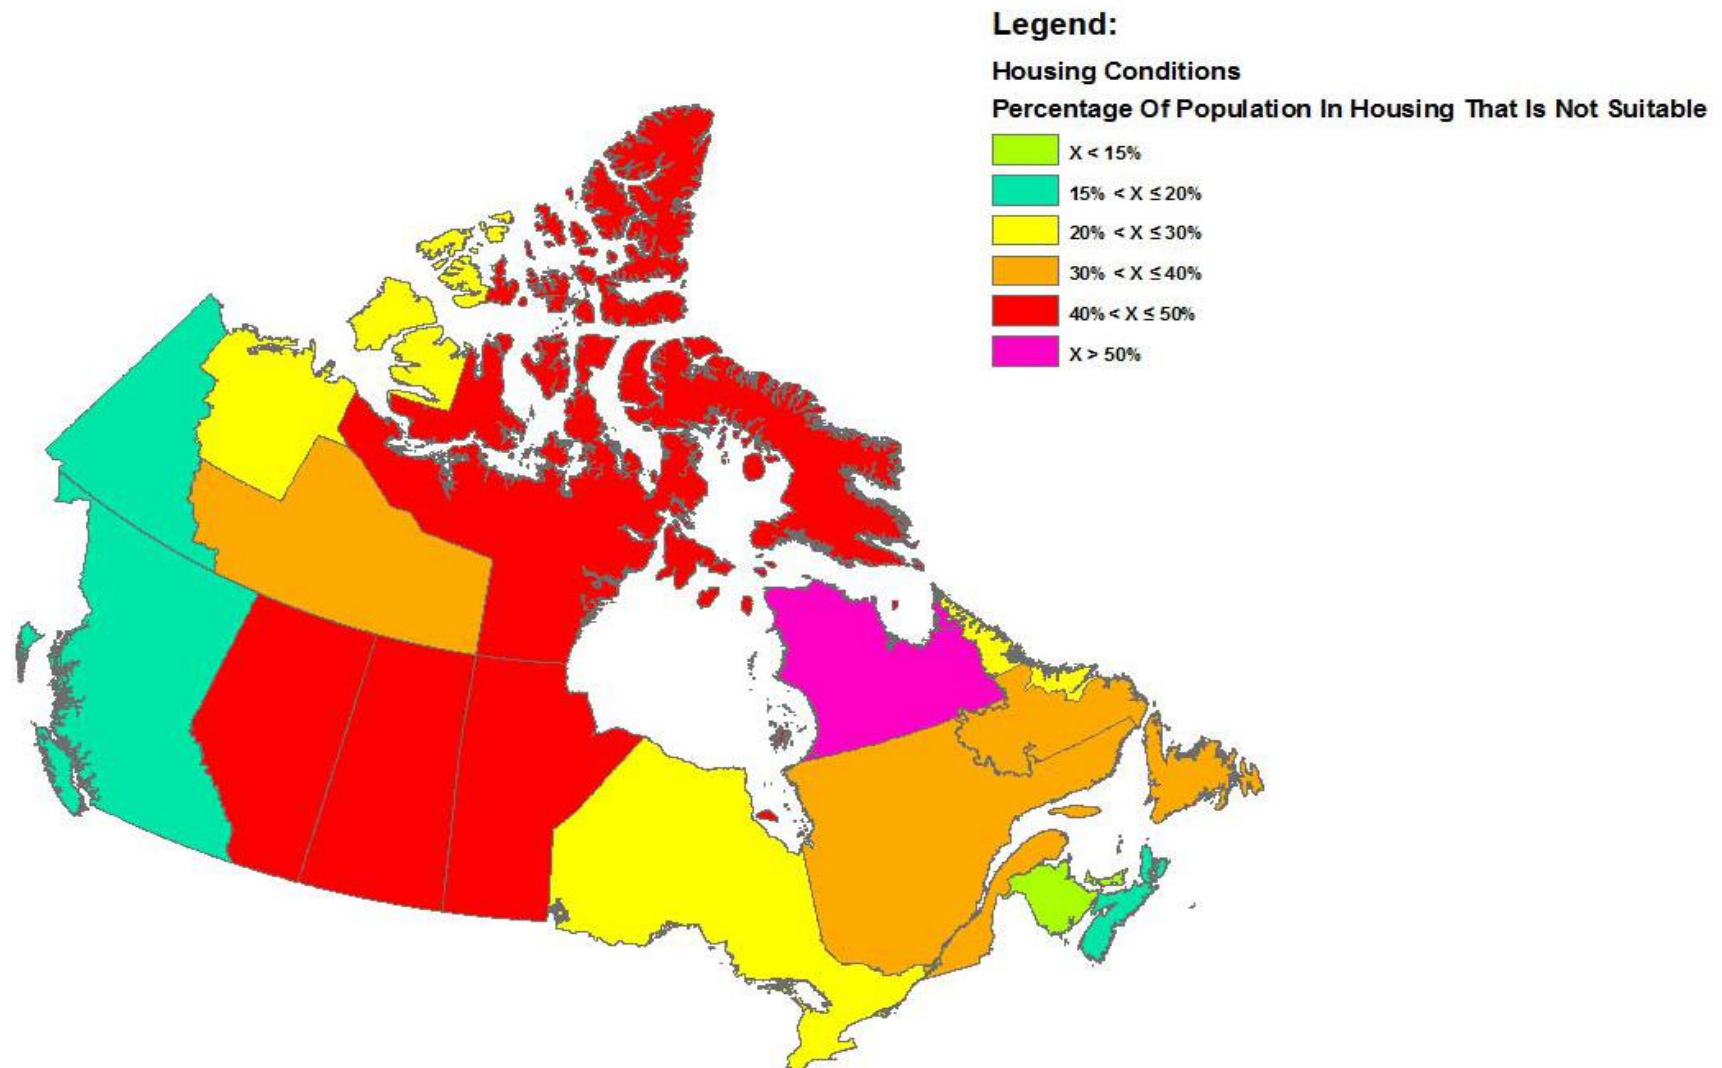 Legend:
Housing Conditions
Percentage Of Population In Housing That Is Not Suitable
X < 15%
15% < X ≤ 20%
20% < X ≤ 30%
30% < X ≤ 40%
40% < X ≤ 50%
X > 50%